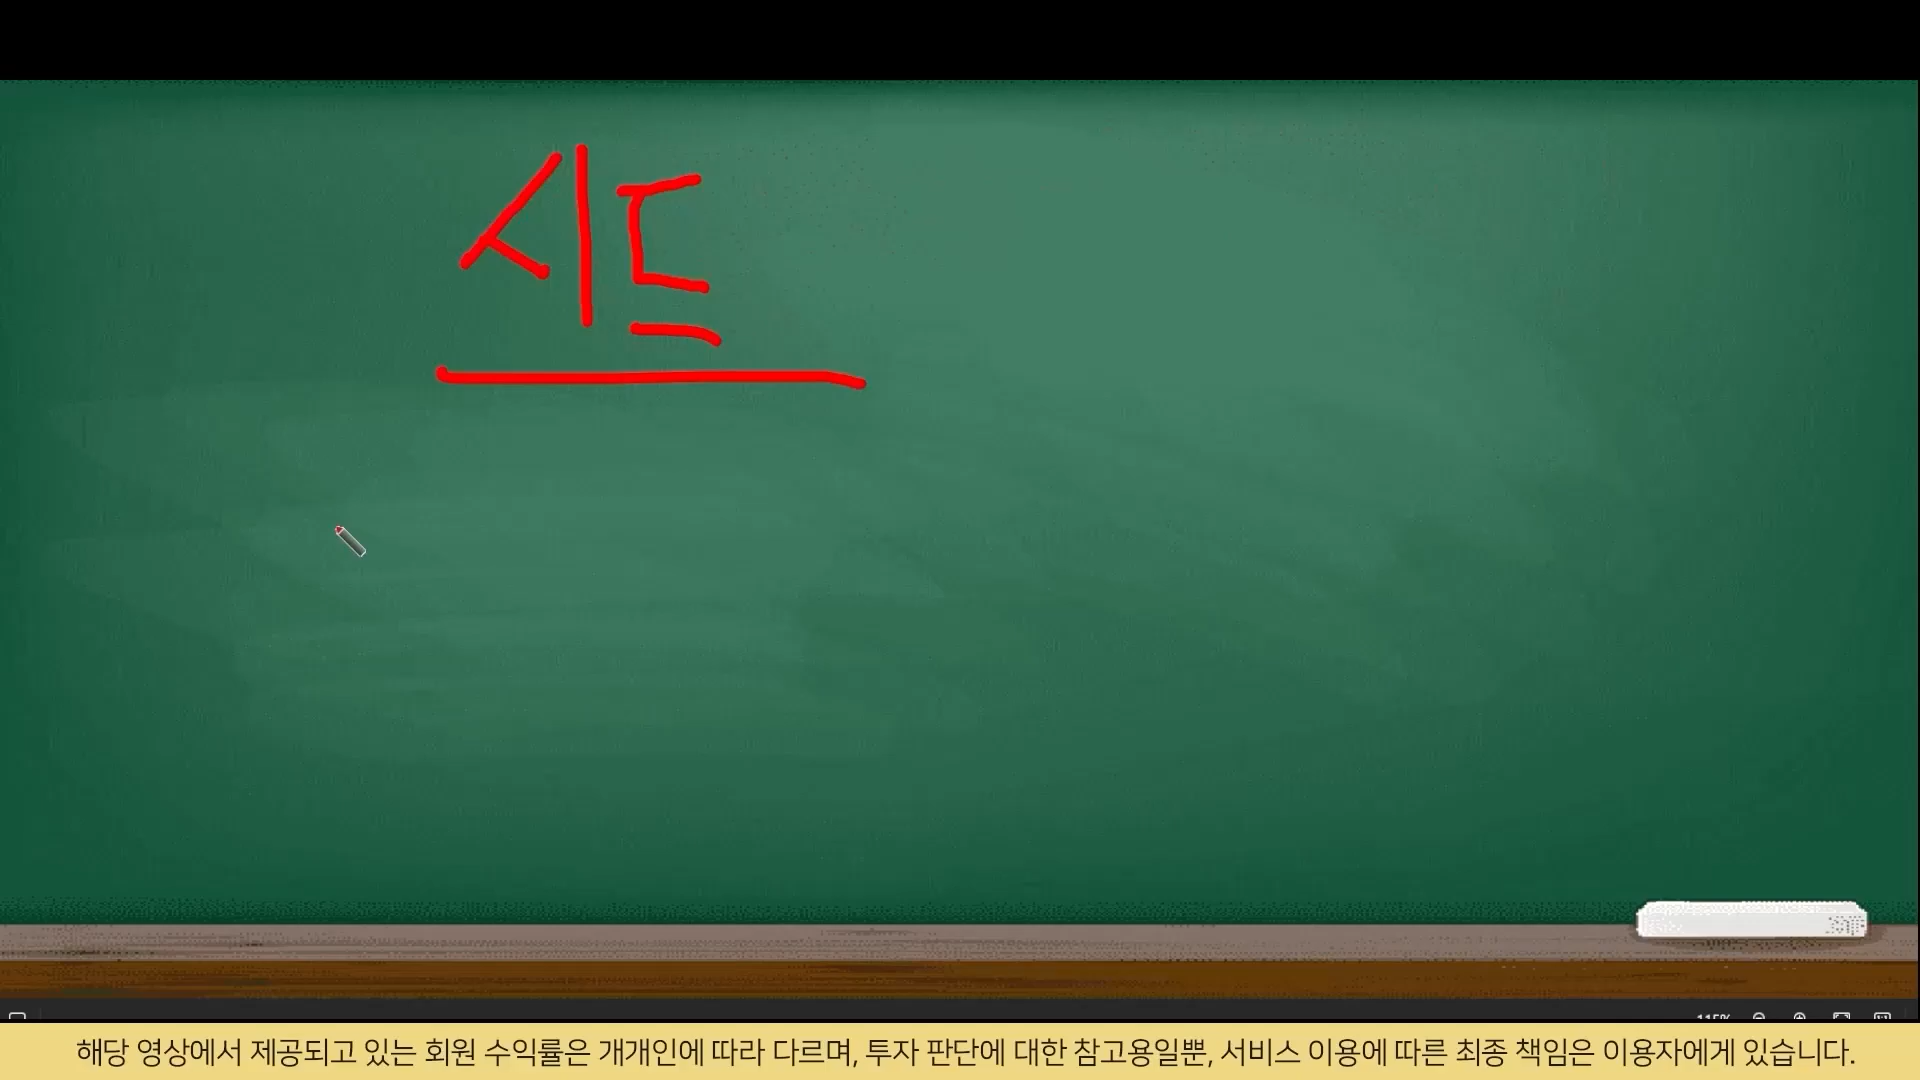 시드
해당 영상에서 제공되고 있는 회원 수익률은 개개인에 따라 다르며, 투자 판단에 대한 참고용일뿐, 서비스 이용에 따른 최종 책임은 이용자에게 있습니다.